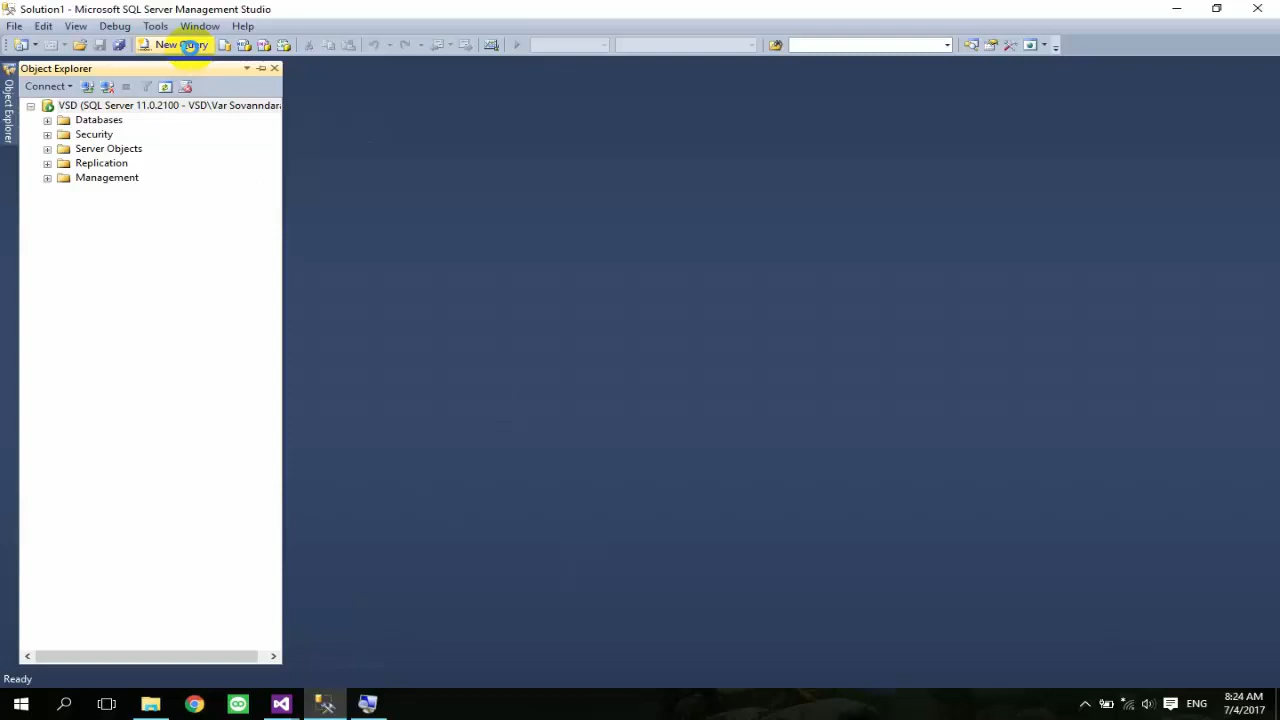 Solution1 - Microsoft SQL Server Management Studio
File Edit View Debug Tools Window Help
New Query
Object Explorer
Object Explorer
Connect
VSD (SQL Server 11.0.2100 - VSD\Var Sovanndara
Databases
Security
Server Objects
Replication
Management
Ready
ENG
8:24 AM
7/4/2017